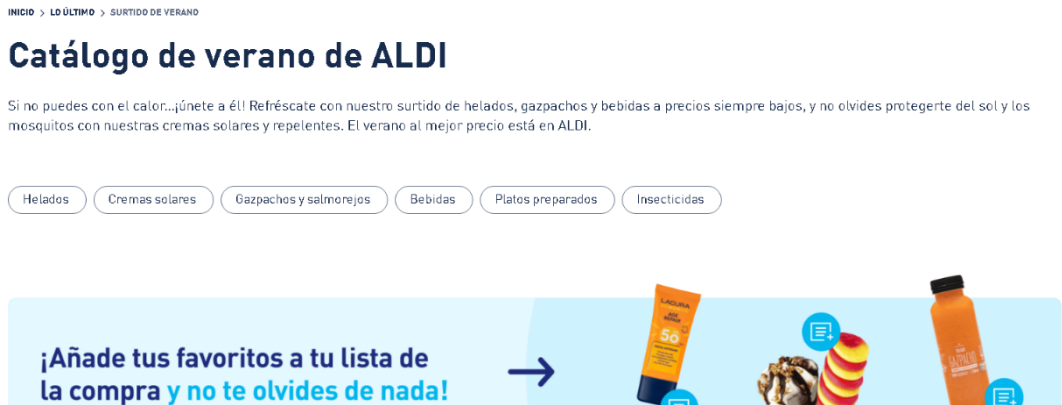 INICIO > LO ÚLTIMO > SURTIDO DE VERANO
Catálogo de verano de ALDI
Si no puedes con el calor...¡únete a él! Refréscate con nuestro surtido de helados, gazpachos y bebidas a precios siempre bajos, y no olvides protegerte del sol y los
mosquitos con nuestras cremas solares y repelentes. El verano al mejor precio está en ALDI.
Helados
Cremas solares
Gazpachos y salmorejos
Bebidas
Platos preparados
Insecticidas
¡Añade tus favoritos a tu lista de
la compra y no te olvides de nada!
LACURA
AGE
REPAIR
50
GAZPACHO